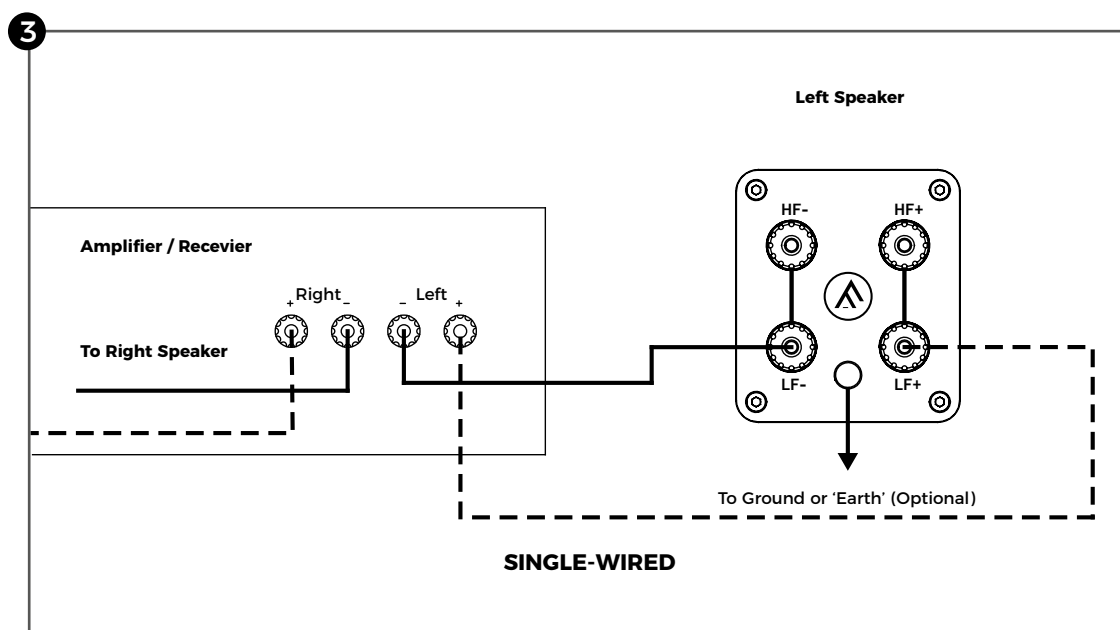 3
Left Speaker
HF-
HF+
Amplifier / Recevier
Right
Left
+
–
–
+
To Right Speaker
LF-
LF+
To Ground or ‘Earth’ (Optional)
SINGLE-WIRED